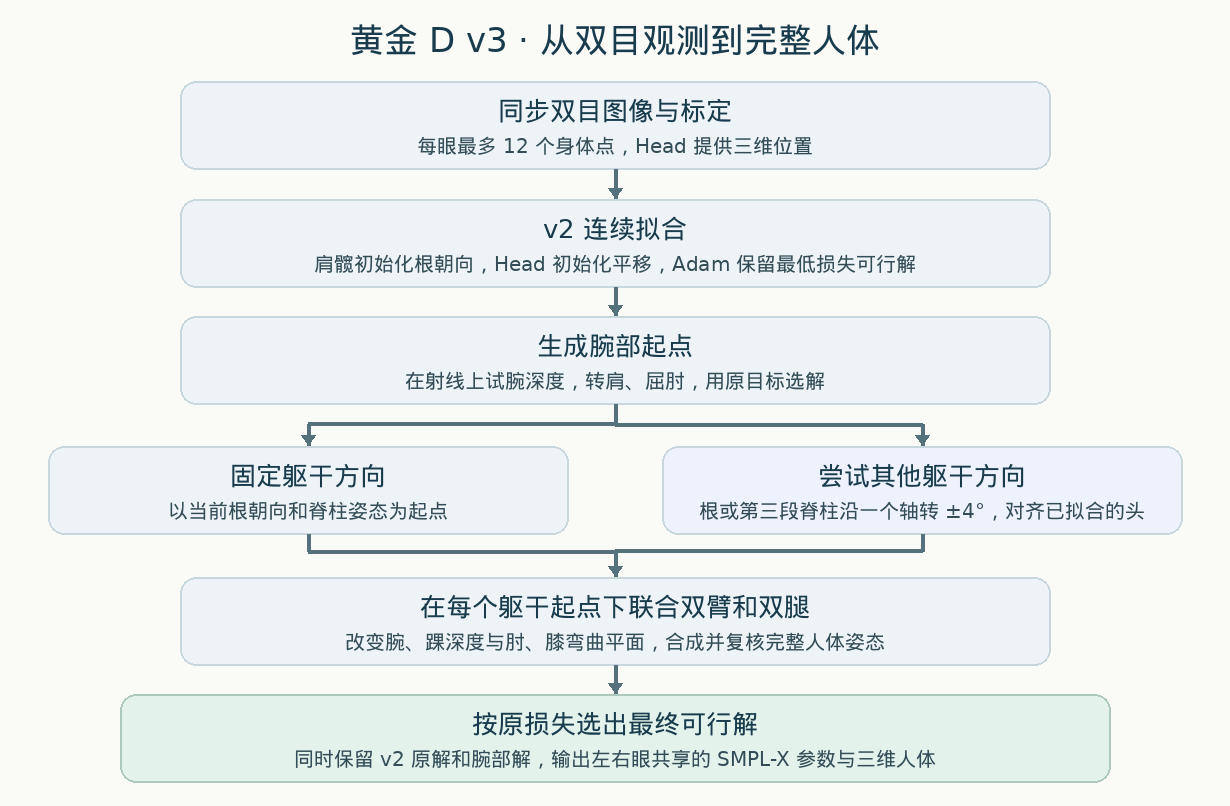 黄金 D v3 · 从双目观测到完整人体
同步双目图像与标定
每眼最多 12 个身体点，Head 提供三维位置
v2 连续拟合
肩髋初始化根朝向，Head 初始化平移，Adam 保留最低损失可行解
生成腕部起点
在射线上试腕深度，转肩、屈肘，用原目标选解
固定躯干方向
以当前根朝向和脊柱姿态为起点
尝试其他躯干方向
根或第三段脊柱沿一个轴转 ±4°，对齐已拟合的头
在每个躯干起点下联合双臂和双腿
改变腕、踝深度与肘、膝弯曲平面，合成并复核完整人体姿态
按原损失选出最终可行解
同时保留 v2 原解和腕部解，输出左右眼共享的 SMPL-X 参数与三维人体